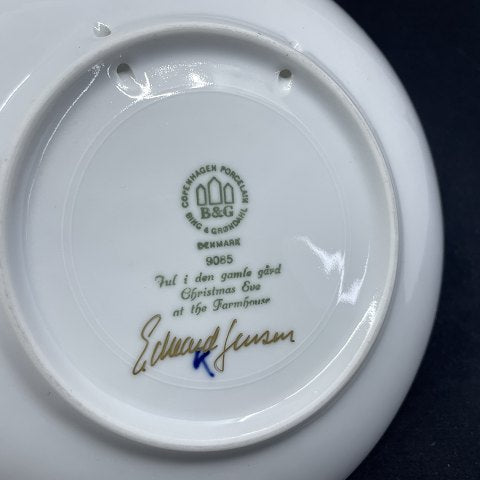 COPENHAGEN PORCELAIN
B&G
BING & GRØNDAHL
DENMARK
9085
Jul i den gamle gård
Christmas Eve
at the Farmhouse
Edvard Jensen
K